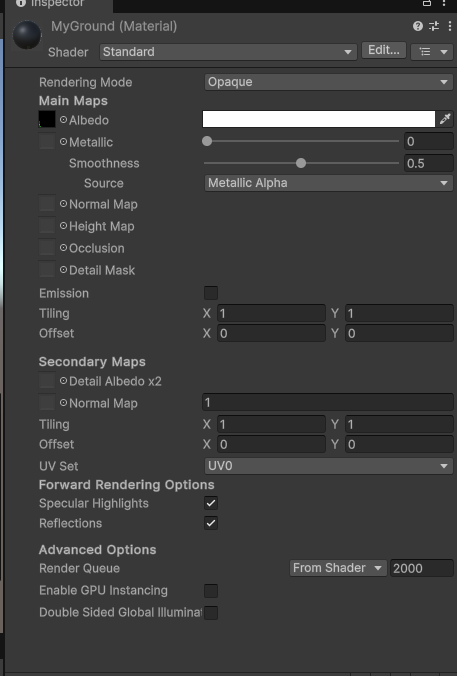 Inspector
MyGround (Material)
Shader Standard Edit...
Rendering Mode Opaque
Main Maps
Albedo
Metallic 0
Smoothness 0.5
Source Metallic Alpha
Normal Map
Height Map
Occlusion
Detail Mask
Emission
Tiling X 1 Y 1
Offset X 0 Y 0
Secondary Maps
Detail Albedo x2
Normal Map 1
Tiling X 1 Y 1
Offset X 0 Y 0
UV Set UV0
Forward Rendering Options
Specular Highlights
Reflections
Advanced Options
Render Queue From Shader 2000
Enable GPU Instancing
Double Sided Global Illuminat